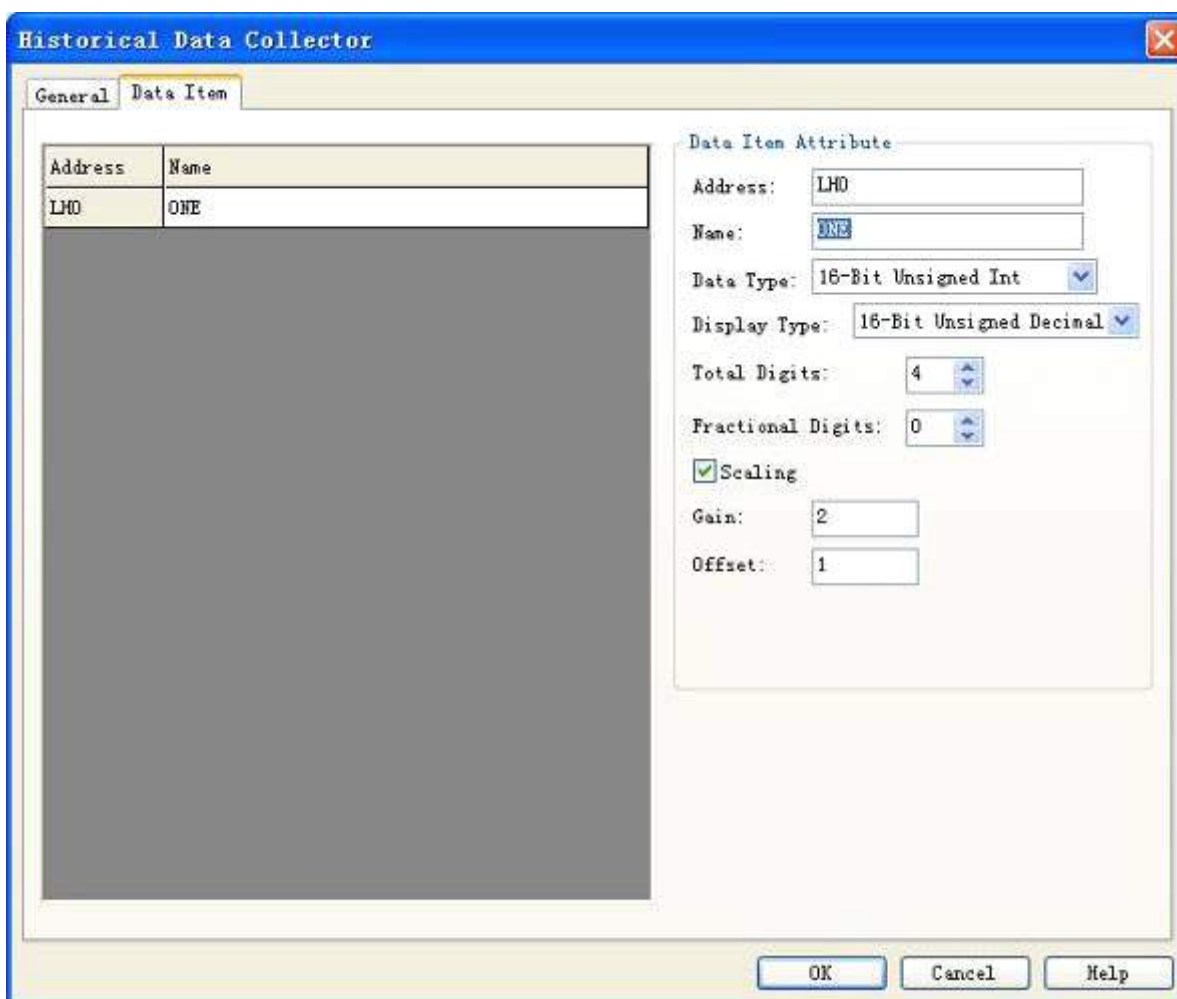 Historical Data Collector
General Data Item
Address Name
LH0 ONE
Data Item Attribute
Address: LH0
Name: ONE
Data Type: 16-Bit Unsigned Int
Display Type: 16-Bit Unsigned Decimal
Total Digits: 4
Fractional Digits: 0
Scaling
Gain: 2
Offset: 1
OK Cancel Help